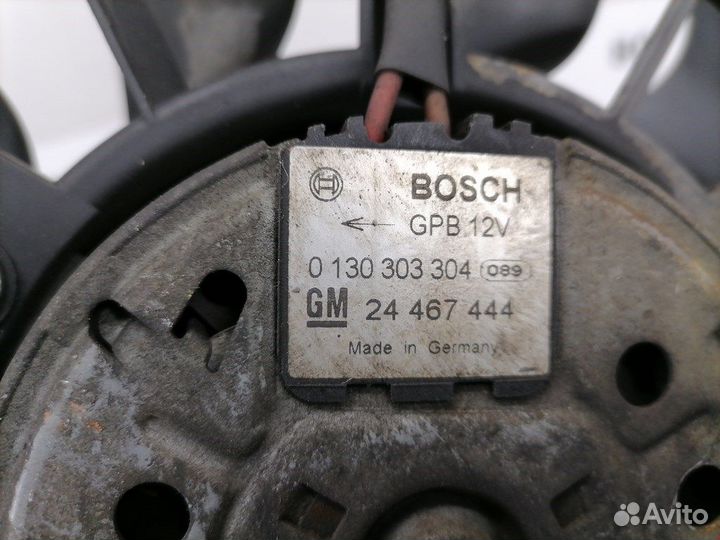 BOSCH
← GPB 12V
0 130 303 304 089
GM 24 467 444
Made in Germany
Avito